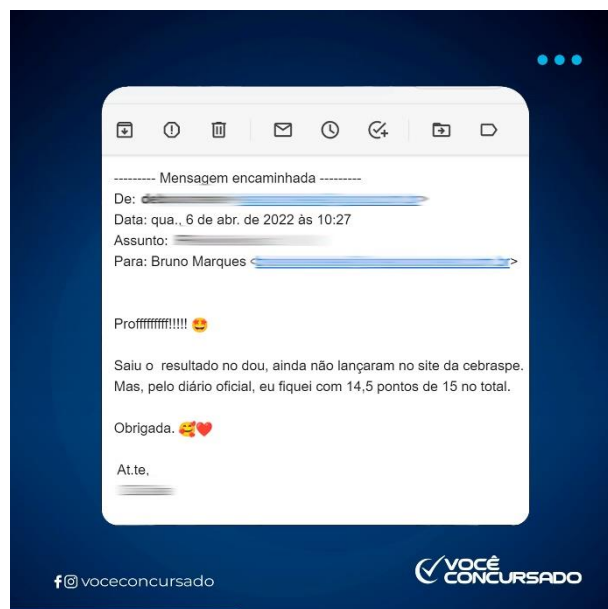 --------- Mensagem encaminhada ---------
De:
Data: qua., 6 de abr. de 2022 às 10:27
Assunto:
Para: Bruno Marques < >
Proffffffff!!!!! 🤩
Saiu o resultado no dou, ainda não lançaram no site da cebraspe.
Mas, pelo diário oficial, eu fiquei com 14,5 pontos de 15 no total.
Obrigada. 🥰❤️
At.te,
voceconcursado
VOCÊ
CONCURSADO